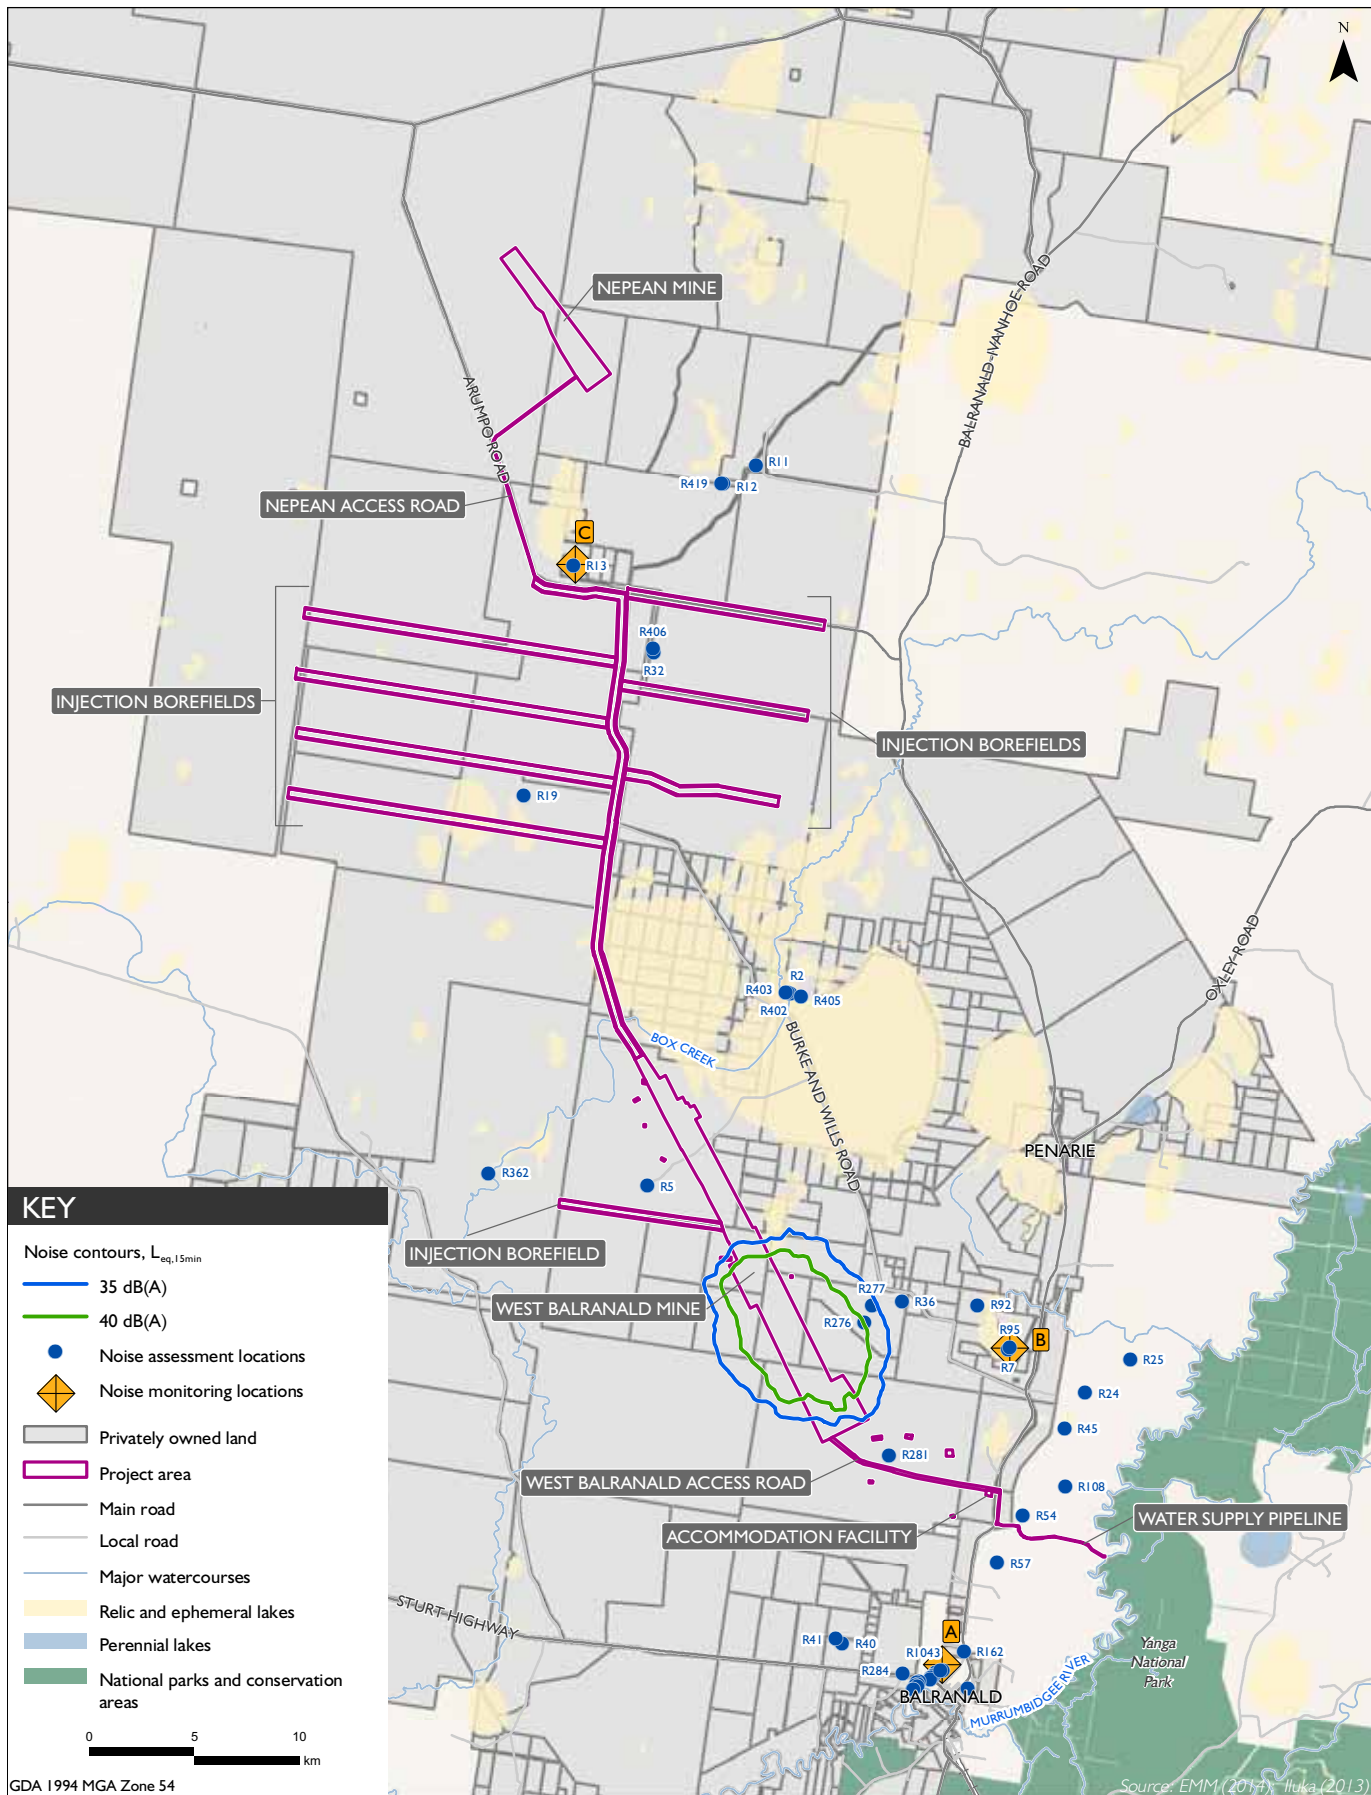 N
NEPEAN MINE
BALRANALD-IVANHOE ROAD
ARUMPO ROAD
R11
R419
R12
NEPEAN ACCESS ROAD
C
R13
R406
R32
INJECTION BOREFIELDS
INJECTION BOREFIELDS
R19
OXLEY ROAD
R2
R403
R405
R402
BURKE AND WILLS ROAD
BOX CREEK
PENARIE
R362
R5
INJECTION BOREFIELD
R277
R36
R92
WEST BALRANALD MINE
R276
R95
B
R7
R25
R24
R45
R281
WEST BALRANALD ACCESS ROAD
R108
R54
WATER SUPPLY PIPELINE
ACCOMMODATION FACILITY
R57
STURT HIGHWAY
A
R41
R40
R1043
R162
R284
BALRANALD
MURRUMBIDGEE RIVER
Yanga
National
Park
KEY
Noise contours, Leq,15min
35 dB(A)
40 dB(A)
Noise assessment locations
Noise monitoring locations
Privately owned land
Project area
Main road
Local road
Major watercourses
Relic and ephemeral lakes
Perennial lakes
National parks and conservation
areas
0 5 10
km
GDA 1994 MGA Zone 54
Source: EMM (2014); Iluka (2013)